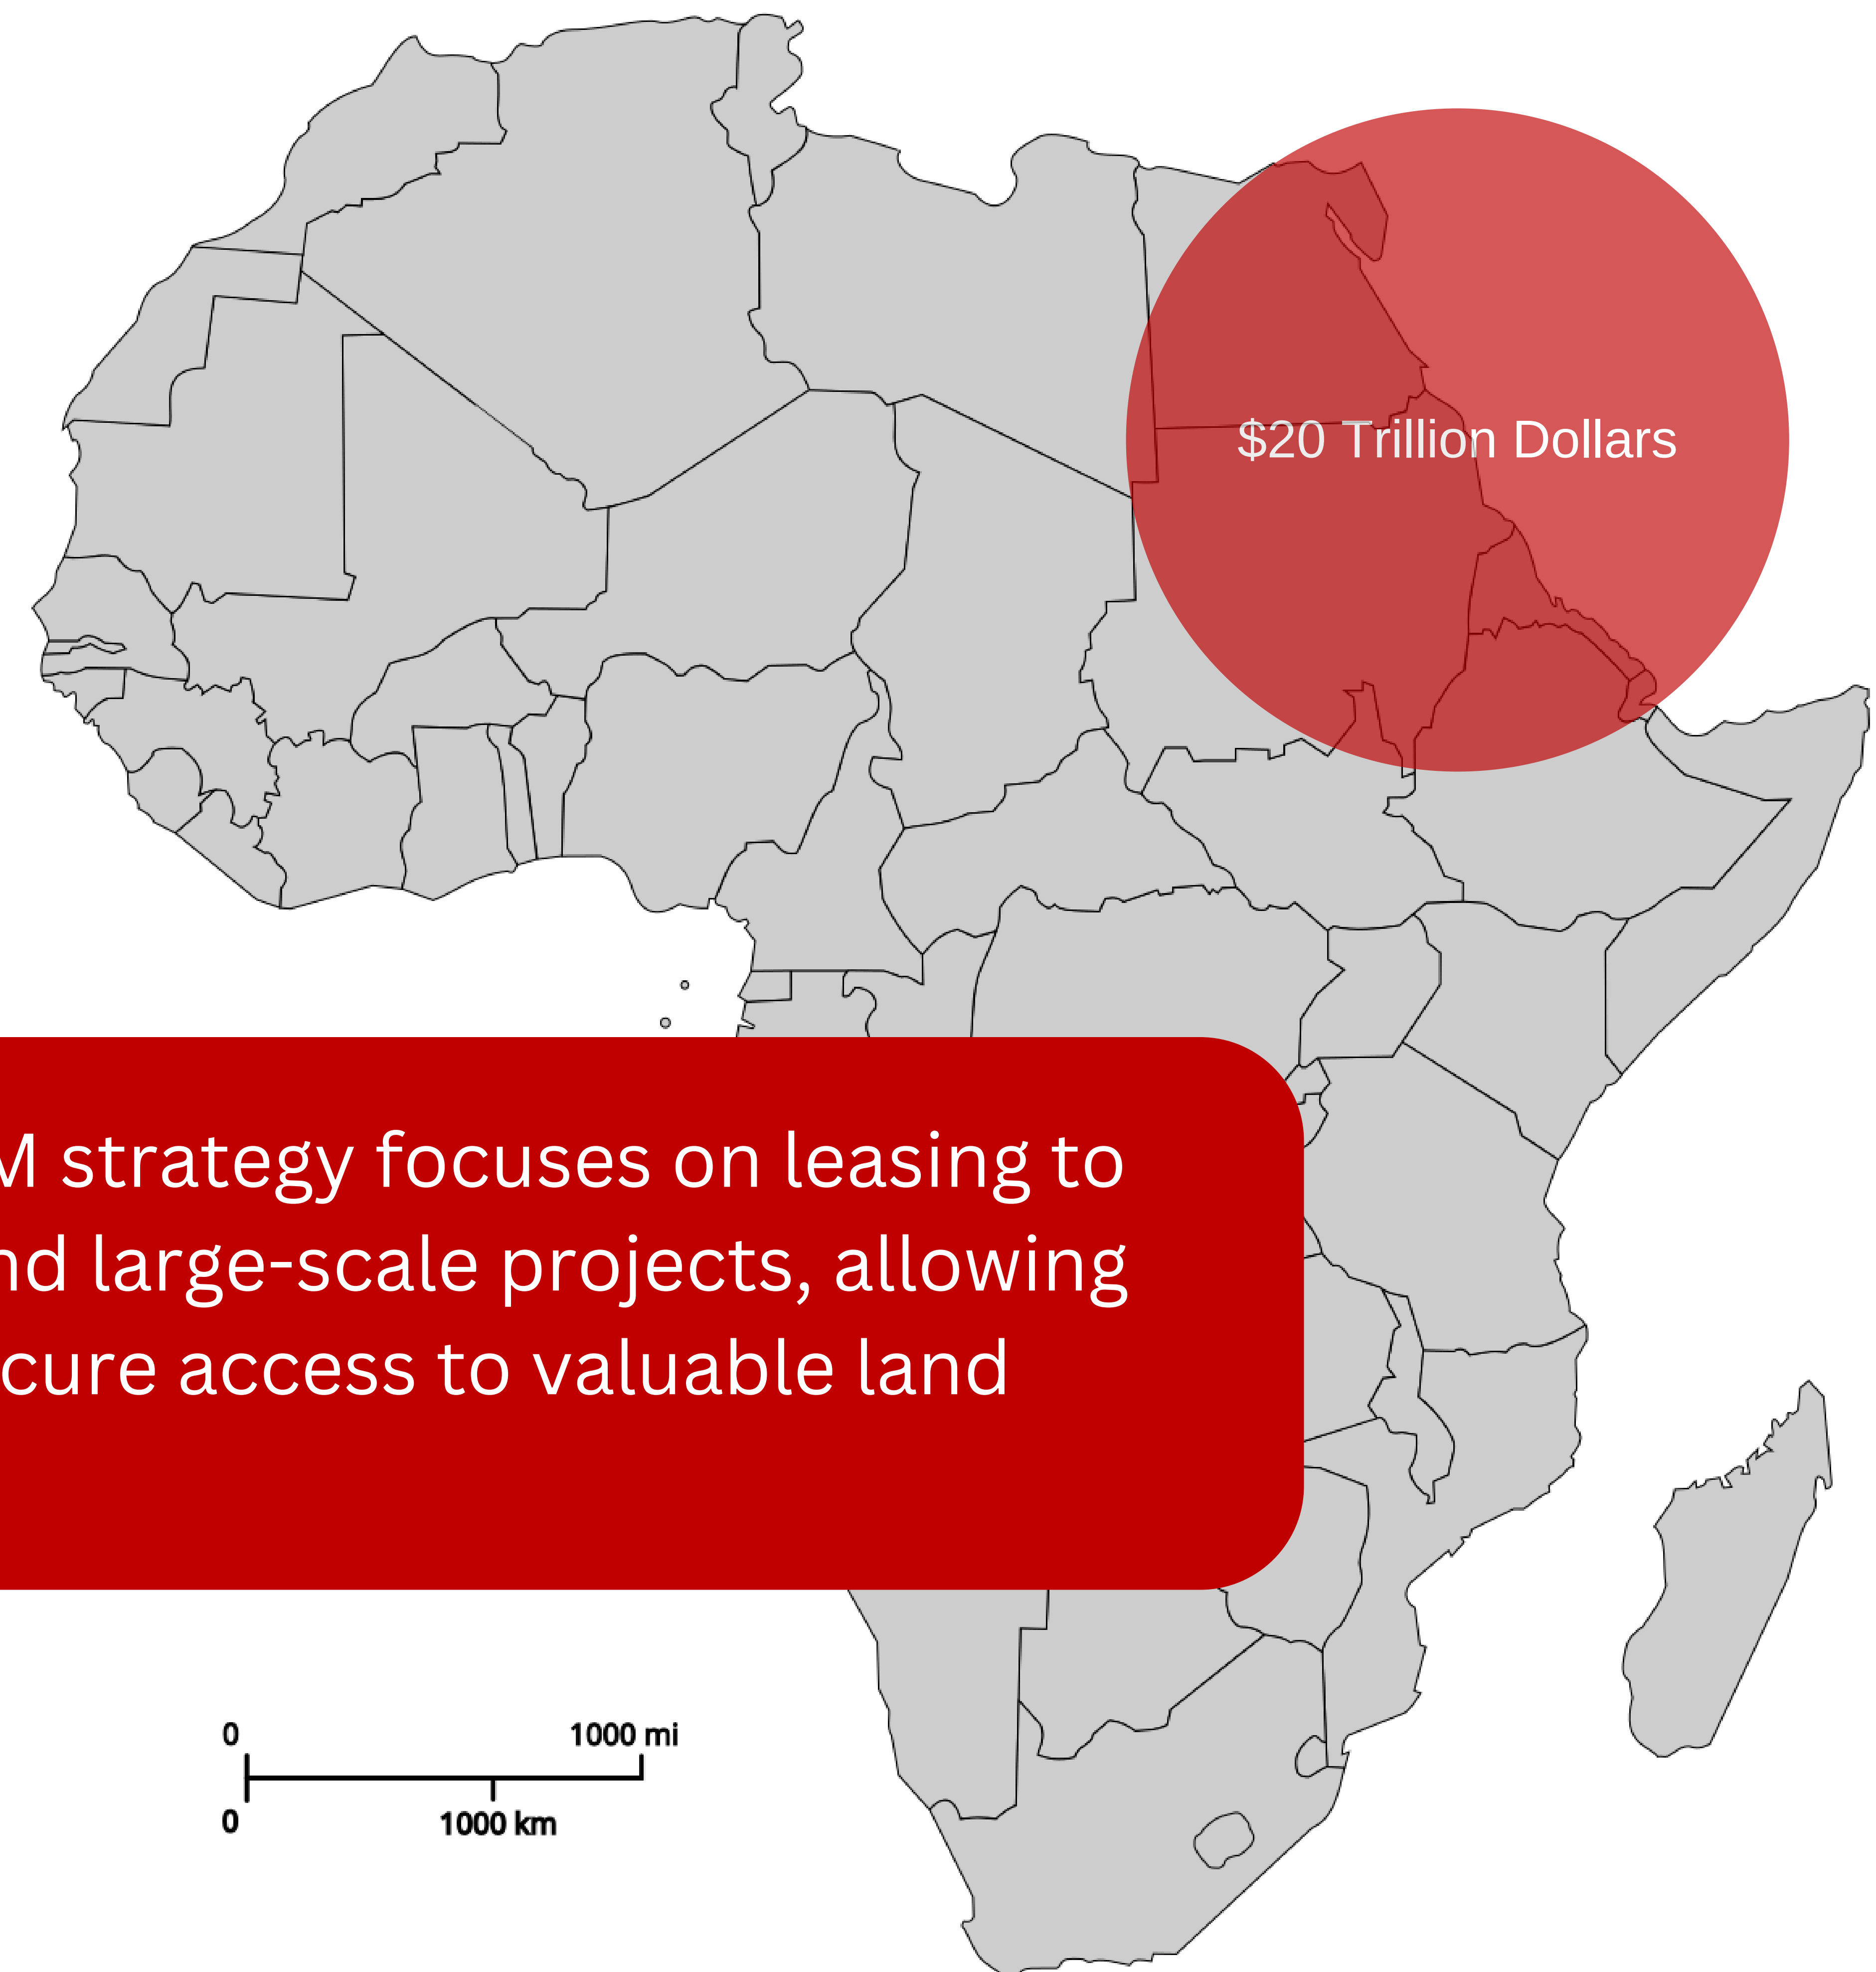 $20 Trillion Dollars
M strategy focuses on leasing to
nd large-scale projects, allowing
cure access to valuable land
0 1000 mi
0 1000 km